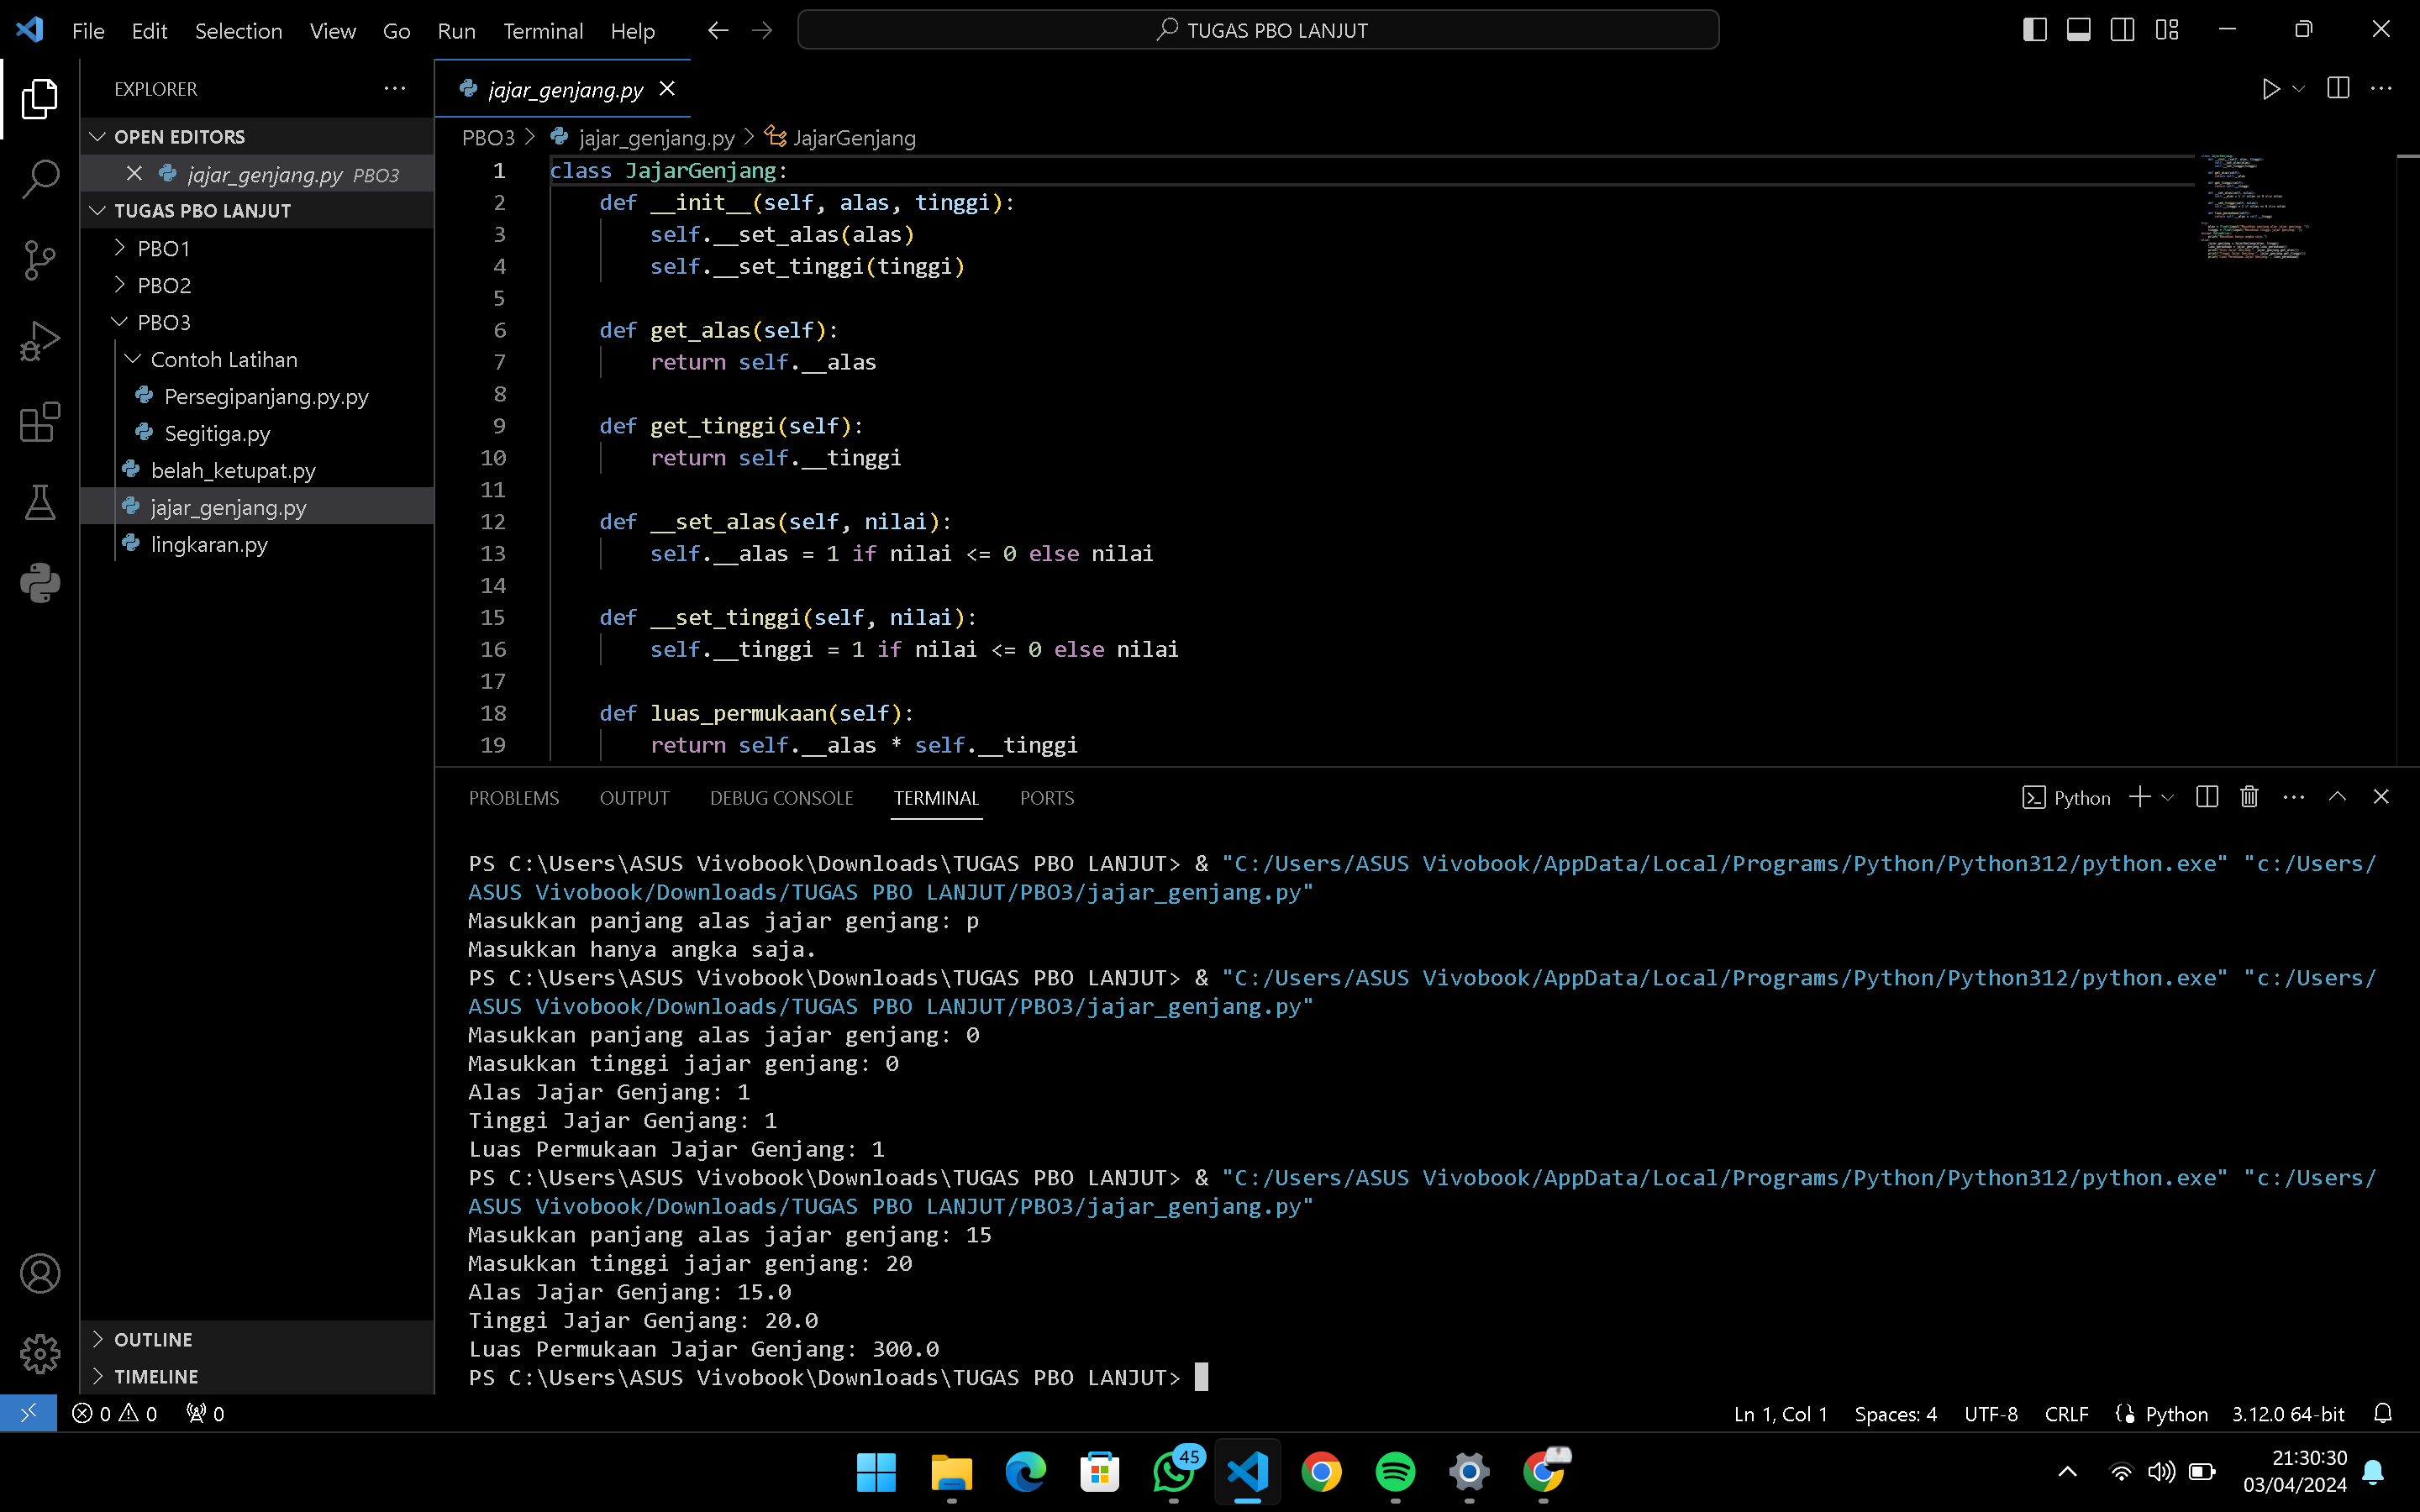 File Edit Selection View Go Run Terminal Help
TUGAS PBO LANJUT
EXPLORER
OPEN EDITORS
jajar_genjang.py PBO3
TUGAS PBO LANJUT
PBO1
PBO2
PBO3
Contoh Latihan
Persegipanjang.py.py
Segitiga.py
belah_ketupat.py
jajar_genjang.py
lingkaran.py
OUTLINE
TIMELINE
jajar_genjang.py
PBO3 > jajar_genjang.py > JajarGenjang
1 class JajarGenjang:
2     def __init__(self, alas, tinggi):
3         self.__set_alas(alas)
4         self.__set_tinggi(tinggi)
5
6     def get_alas(self):
7         return self.__alas
8
9     def get_tinggi(self):
10         return self.__tinggi
11
12     def __set_alas(self, nilai):
13         self.__alas = 1 if nilai <= 0 else nilai
14
15     def __set_tinggi(self, nilai):
16         self.__tinggi = 1 if nilai <= 0 else nilai
17
18     def luas_permukaan(self):
19         return self.__alas * self.__tinggi
PROBLEMS OUTPUT DEBUG CONSOLE TERMINAL PORTS
Python
PS C:\Users\ASUS Vivobook\Downloads\TUGAS PBO LANJUT> & "C:/Users/ASUS Vivobook/AppData/Local/Programs/Python/Python312/python.exe" "c:/Users/
ASUS Vivobook/Downloads/TUGAS PBO LANJUT/PBO3/jajar_genjang.py"
Masukkan panjang alas jajar genjang: p
Masukkan hanya angka saja.
PS C:\Users\ASUS Vivobook\Downloads\TUGAS PBO LANJUT> & "C:/Users/ASUS Vivobook/AppData/Local/Programs/Python/Python312/python.exe" "c:/Users/
ASUS Vivobook/Downloads/TUGAS PBO LANJUT/PBO3/jajar_genjang.py"
Masukkan panjang alas jajar genjang: 0
Masukkan tinggi jajar genjang: 0
Alas Jajar Genjang: 1
Tinggi Jajar Genjang: 1
Luas Permukaan Jajar Genjang: 1
PS C:\Users\ASUS Vivobook\Downloads\TUGAS PBO LANJUT> & "C:/Users/ASUS Vivobook/AppData/Local/Programs/Python/Python312/python.exe" "c:/Users/
ASUS Vivobook/Downloads/TUGAS PBO LANJUT/PBO3/jajar_genjang.py"
Masukkan panjang alas jajar genjang: 15
Masukkan tinggi jajar genjang: 20
Alas Jajar Genjang: 15.0
Tinggi Jajar Genjang: 20.0
Luas Permukaan Jajar Genjang: 300.0
PS C:\Users\ASUS Vivobook\Downloads\TUGAS PBO LANJUT>
0 0 0
Ln 1, Col 1 Spaces: 4 UTF-8 CRLF Python 3.12.0 64-bit
45
21:30:30
03/04/2024